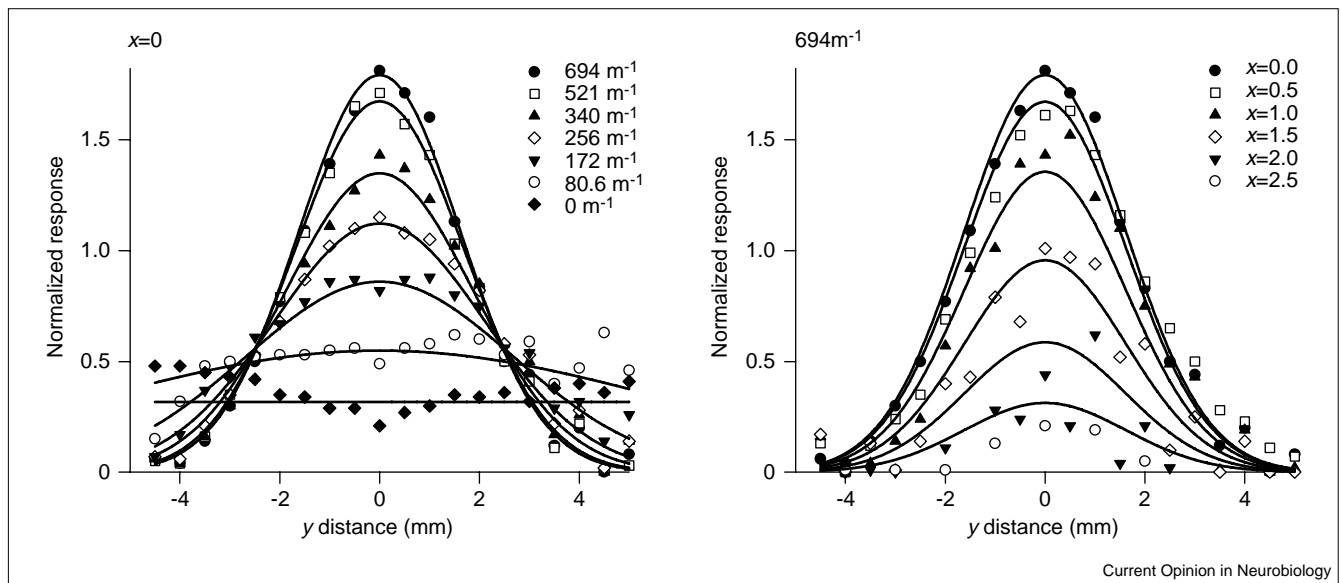 x=0
694 m⁻¹
521 m⁻¹
340 m⁻¹
256 m⁻¹
172 m⁻¹
80.6 m⁻¹
0 m⁻¹
Normalized response
1.5
1.0
0.5
0
-4
-2
0
2
4
y distance (mm)
694m⁻¹
x=0.0
x=0.5
x=1.0
x=1.5
x=2.0
x=2.5
Normalized response
1.5
1.0
0.5
0
-4
-2
0
2
4
y distance (mm)
Current Opinion in Neurobiology